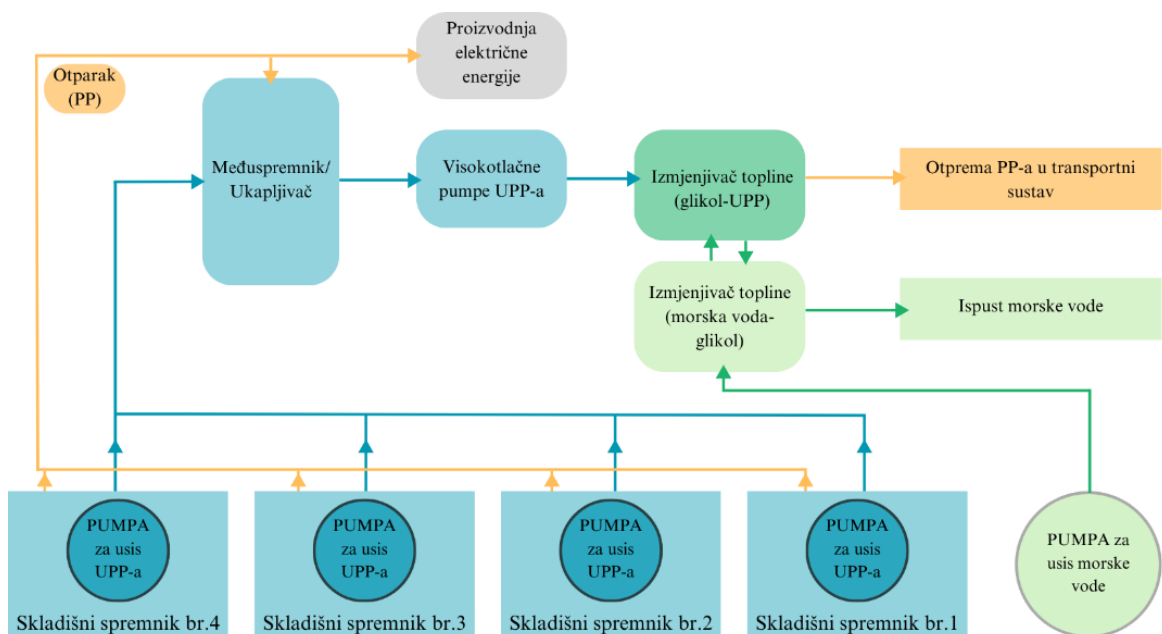 Proizvodnja
električne
energije
Otparak
(PP)
Međuspremnik/
Ukapljivač
Visokotlačne
pumpe UPP-a
Izmjenjivač topline
(glikol-UPP)
Otprema PP-a u transportni
sustav
Izmjenjivač topline
(morska voda-
glikol)
Ispust morske vode
PUMPA
za usis
UPP-a
Skladišni spremnik br.4
PUMPA
za usis
UPP-a
Skladišni spremnik br.3
PUMPA
za usis
UPP-a
Skladišni spremnik br.2
PUMPA
za usis
UPP-a
Skladišni spremnik br.1
PUMPA za
usis morske
vode